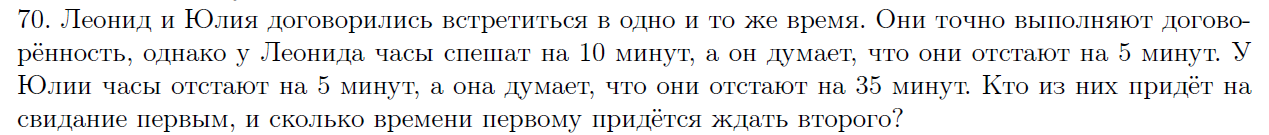 70. Леонид и Юлия договорились встретиться в одно и то же время. Они точно выполняют догово-
рённость, однако у Леонида часы спешат на 10 минут, а он думает, что они отстают на 5 минут. У
Юлии часы отстают на 5 минут, а она думает, что они отстают на 35 минут. Кто из них придёт на
свидание первым, и сколько времени первому придётся ждать второго?